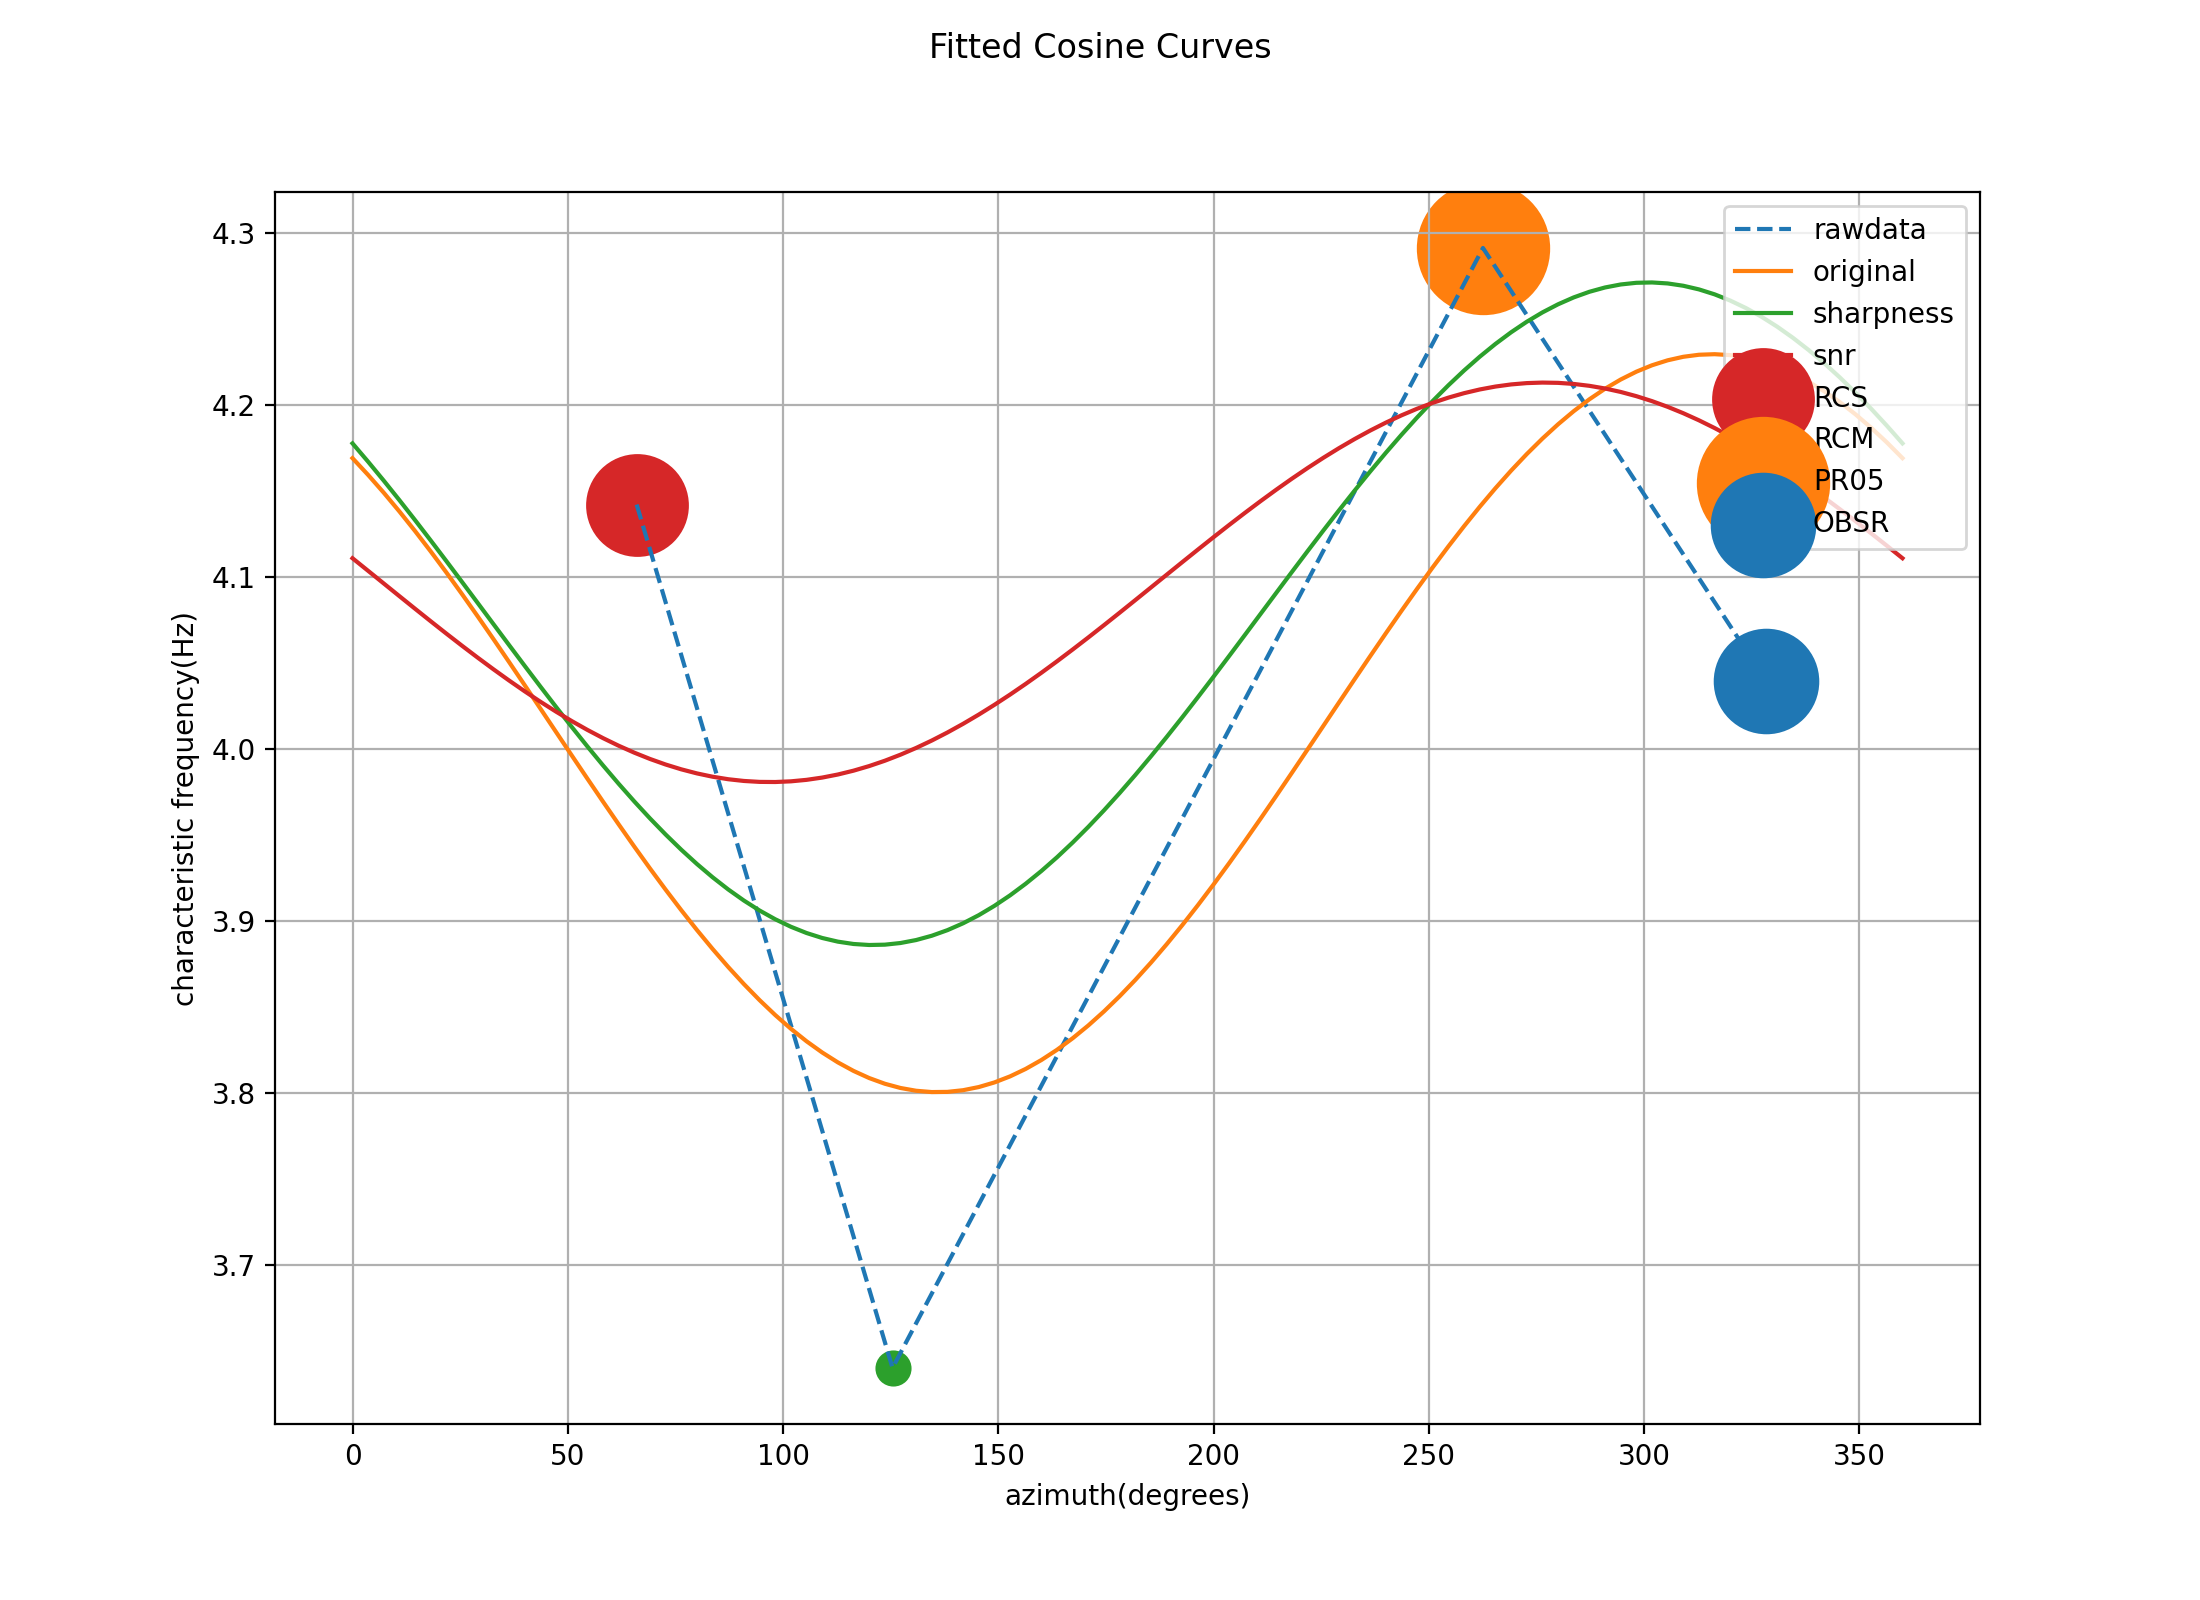 Fitted Cosine Curves
4.3
4.2
4.1
4.0
3.9
3.8
3.7
characteristic frequency(Hz)
rawdata
original
sharpness
snr
RCS
RCM
PR05
OBSR
0 50 100 150 200 250 300 350
azimuth(degrees)